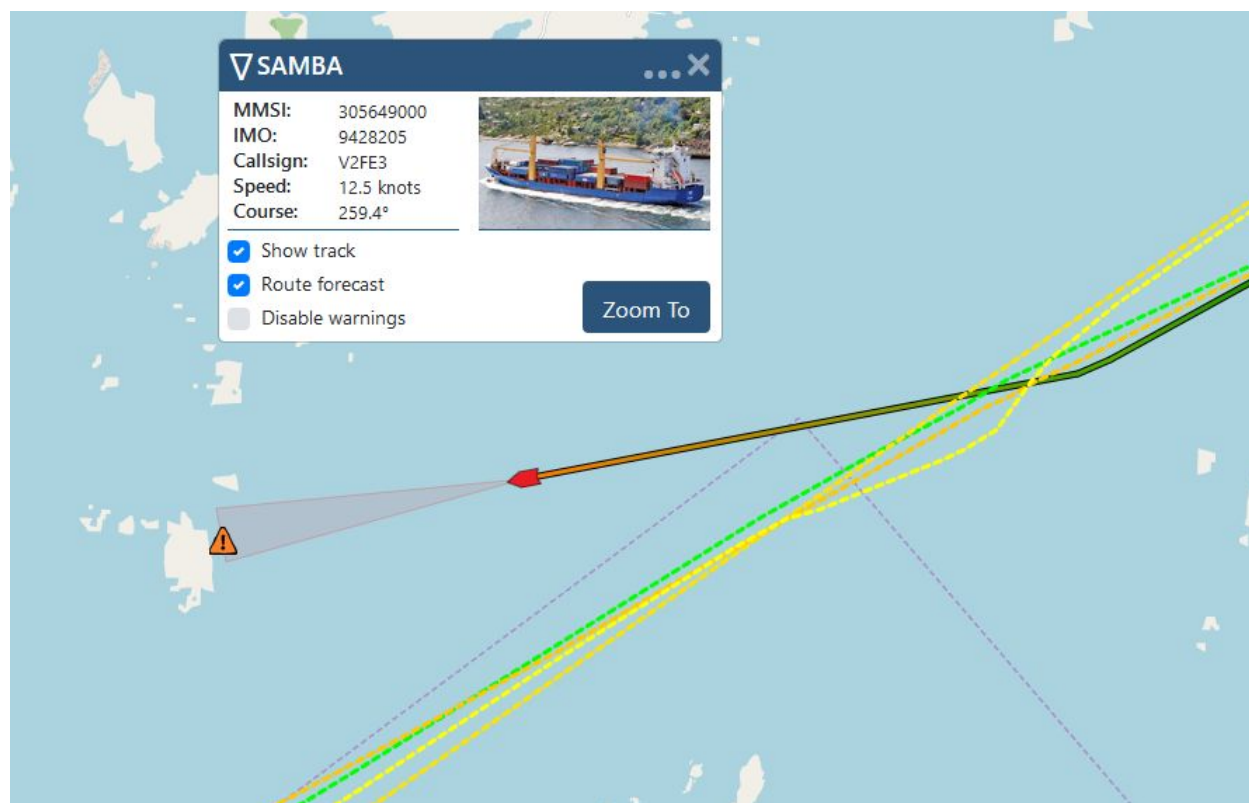 SAMBA
MMSI: 305649000
IMO: 9428205
Callsign: V2FE3
Speed: 12.5 knots
Course: 259.4°
Show track
Route forecast
Disable warnings
Zoom To